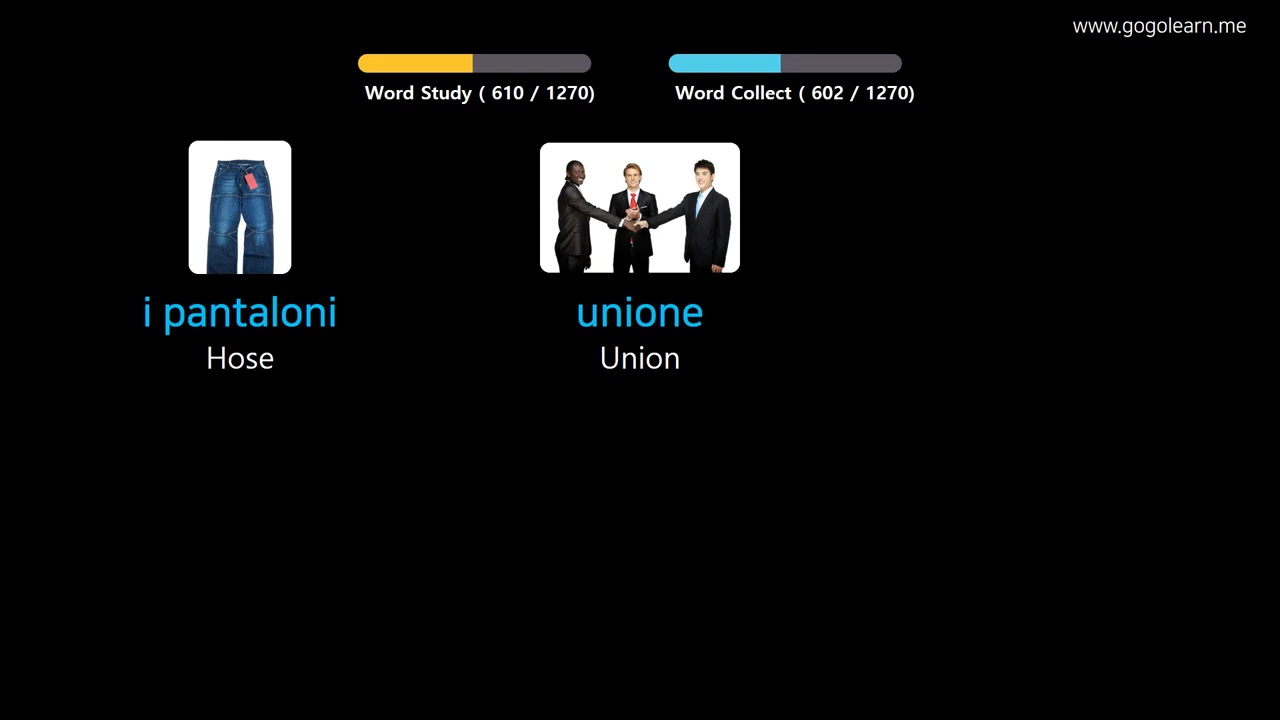 www.gogolearn.me
Word Study ( 610 / 1270)
Word Collect ( 602 / 1270)
i pantaloni
Hose
unione
Union